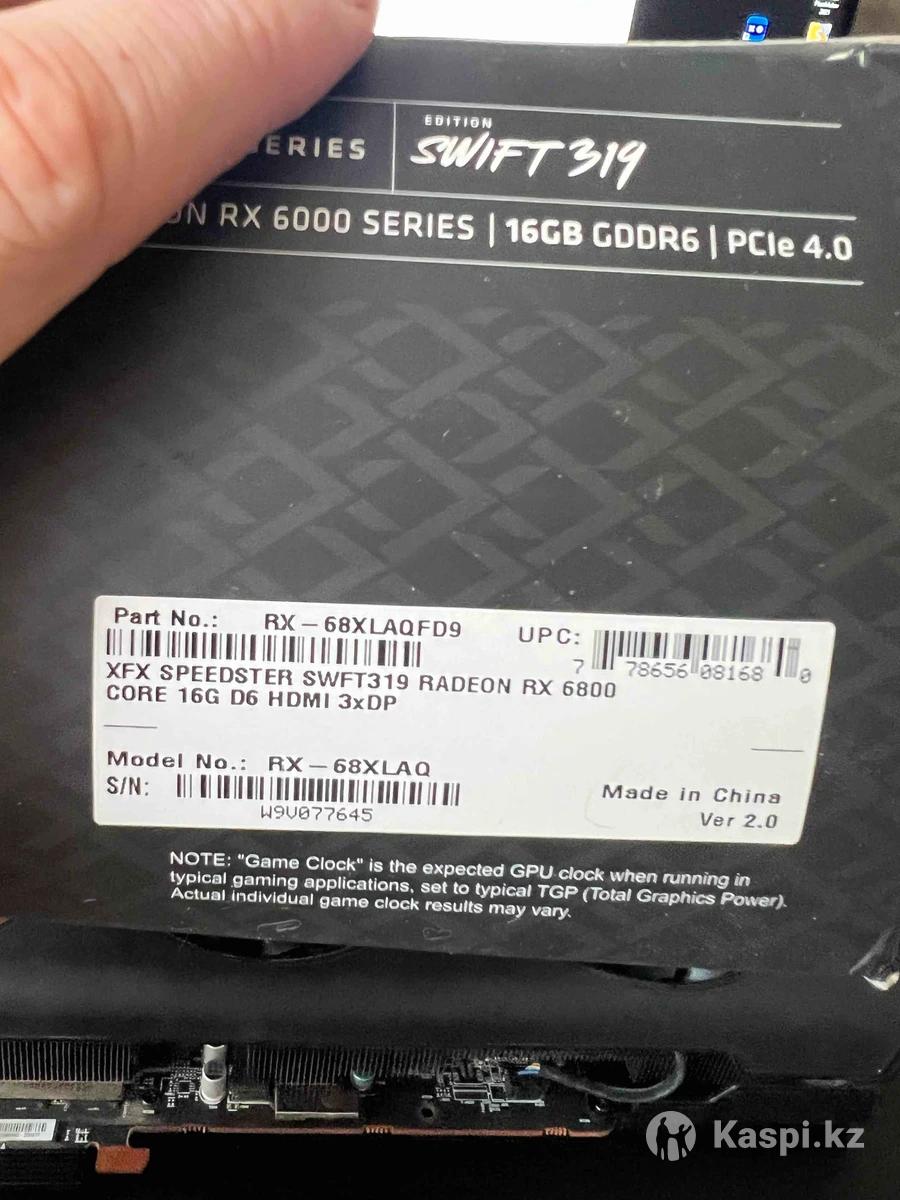 EDITION
SERIES
SWIFT 319
RX 6000 SERIES | 16GB GDDR6 | PCIe 4.0
Part No.: RX-68XLAQFD9
UPC:
7 78656 08168 0
XFX SPEEDSTER SWFT319 RADEON RX 6800
CORE 16G D6 HDMI 3xDP
Model No.: RX-68XLAQ
S/N:
W9V077645
Made in China
Ver 2.0
NOTE: "Game Clock" is the expected GPU clock when running in
typical gaming applications, set to typical TGP (Total Graphics Power).
Actual individual game clock results may vary.
Kaspi.kz